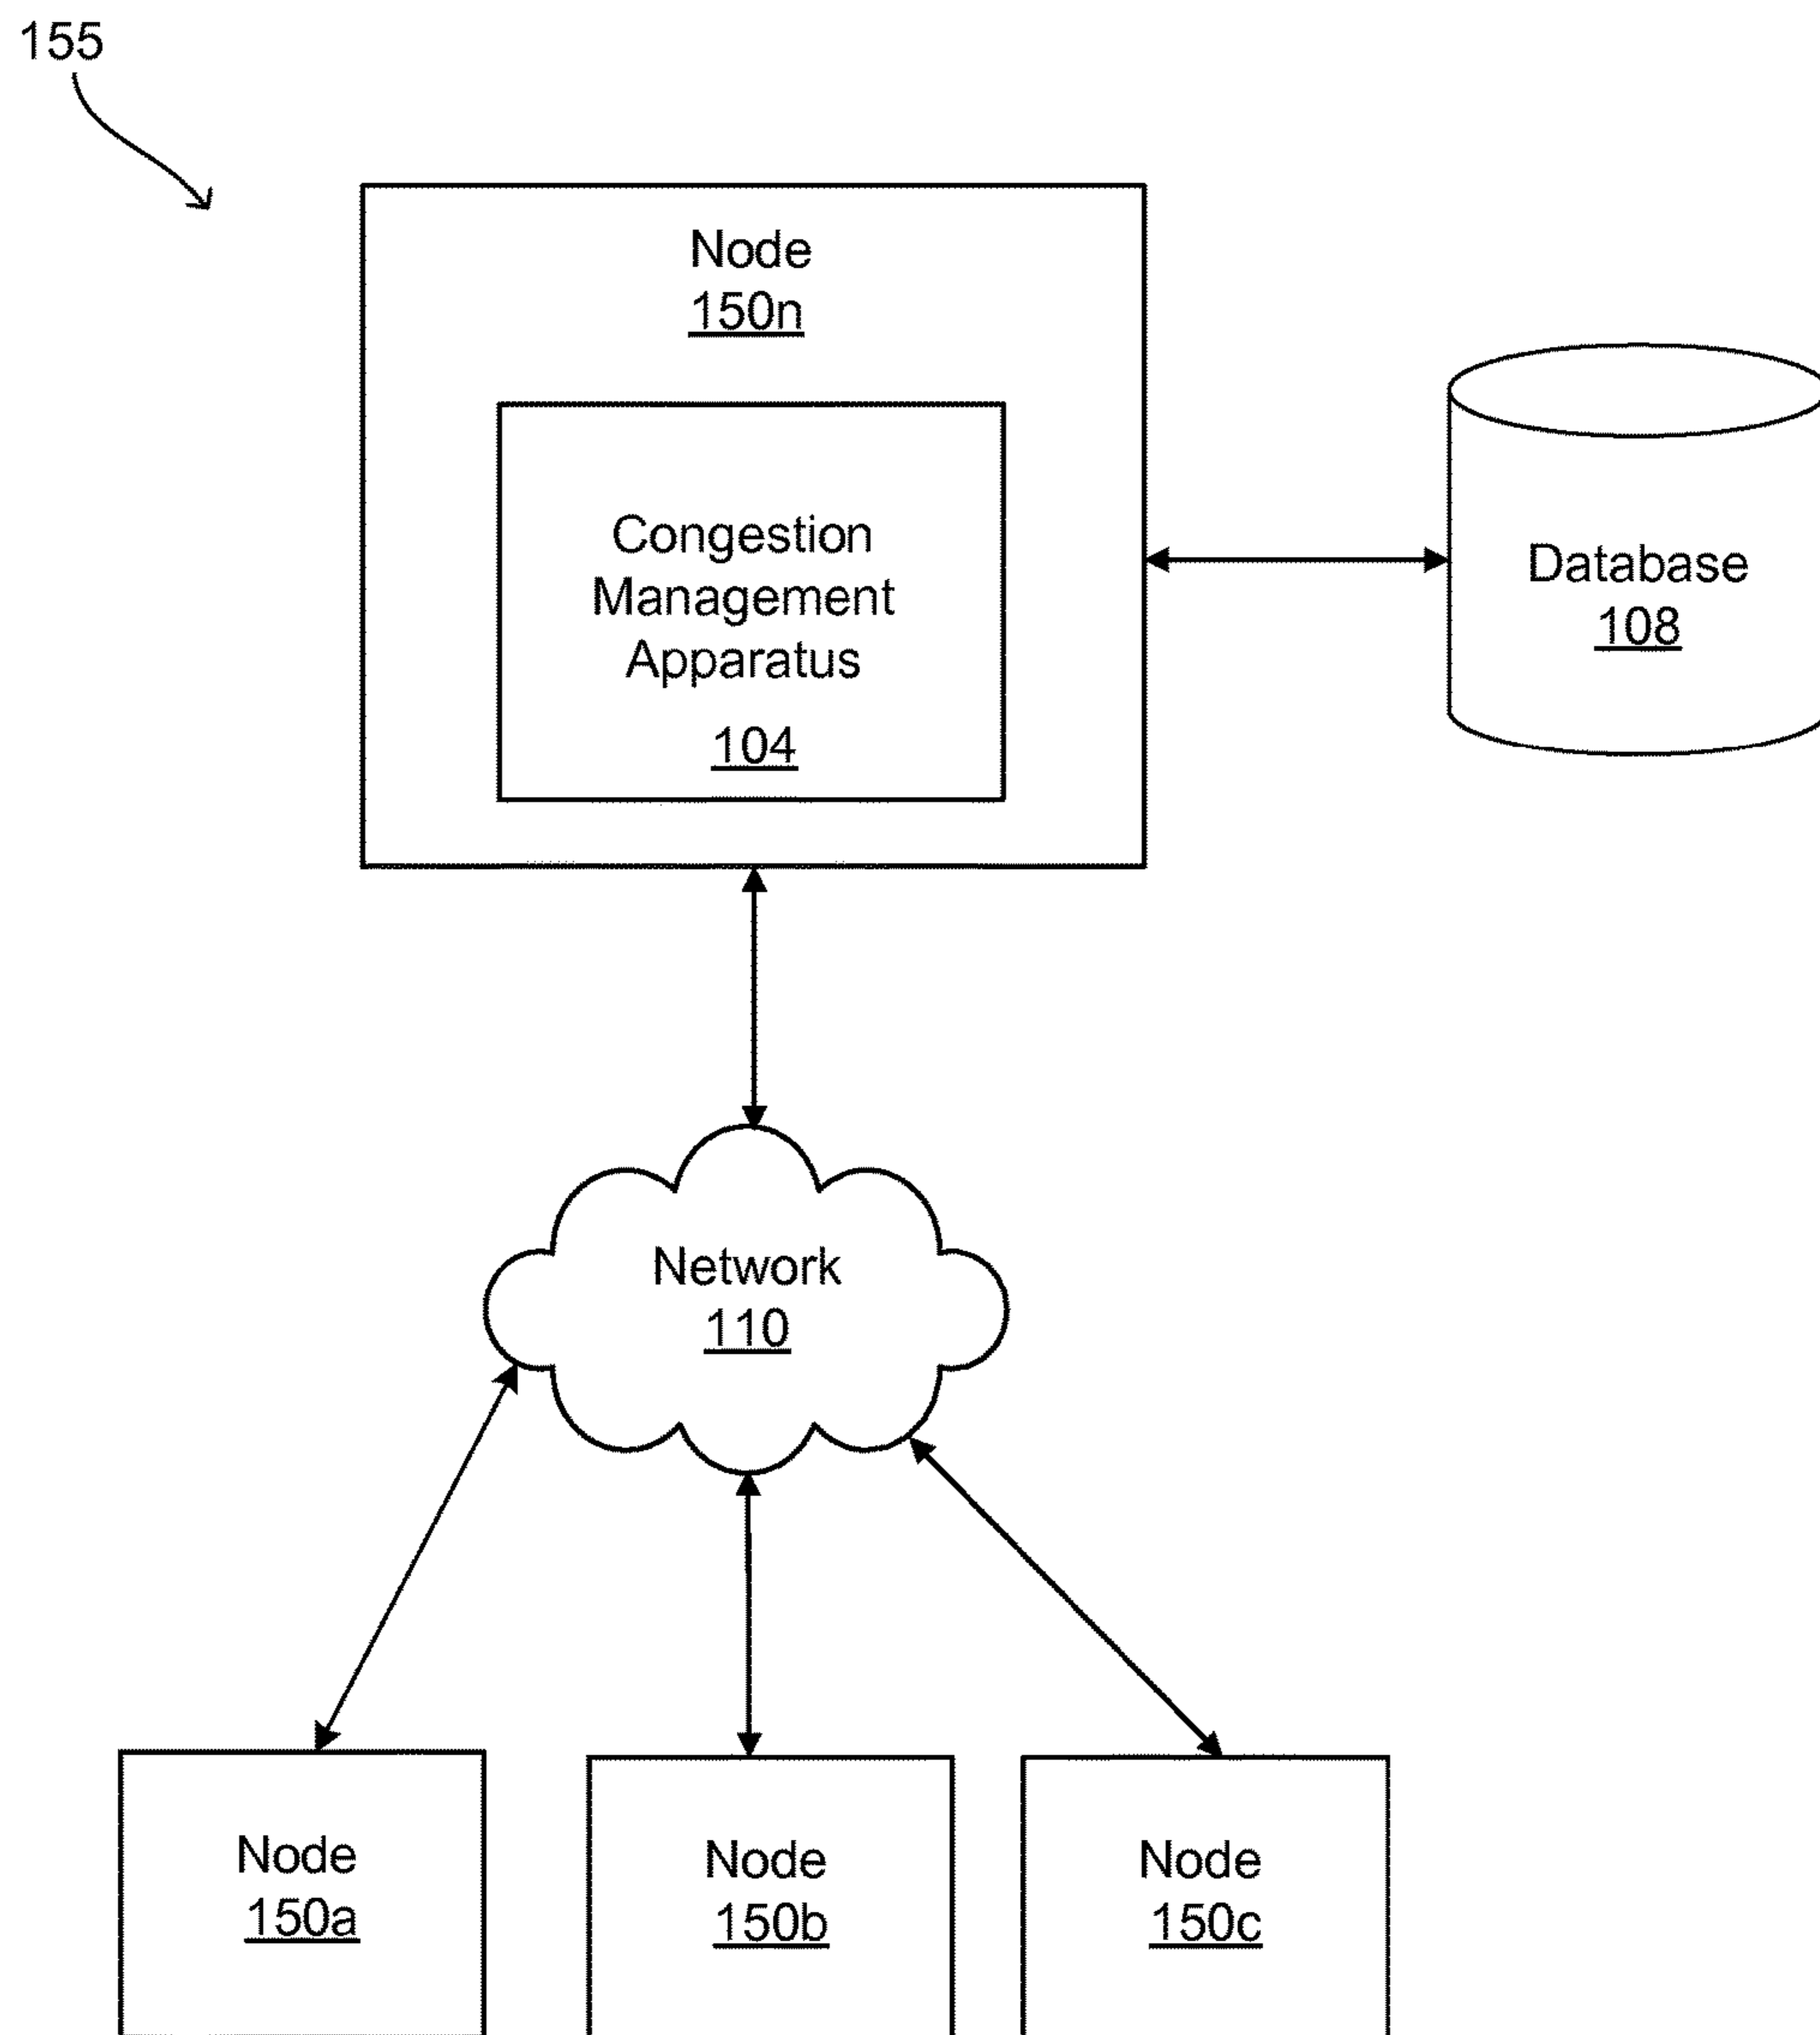 155
Node
150n
Congestion
Management
Apparatus
104
Database
108
Network
110
Node
150a
Node
150b
Node
150c